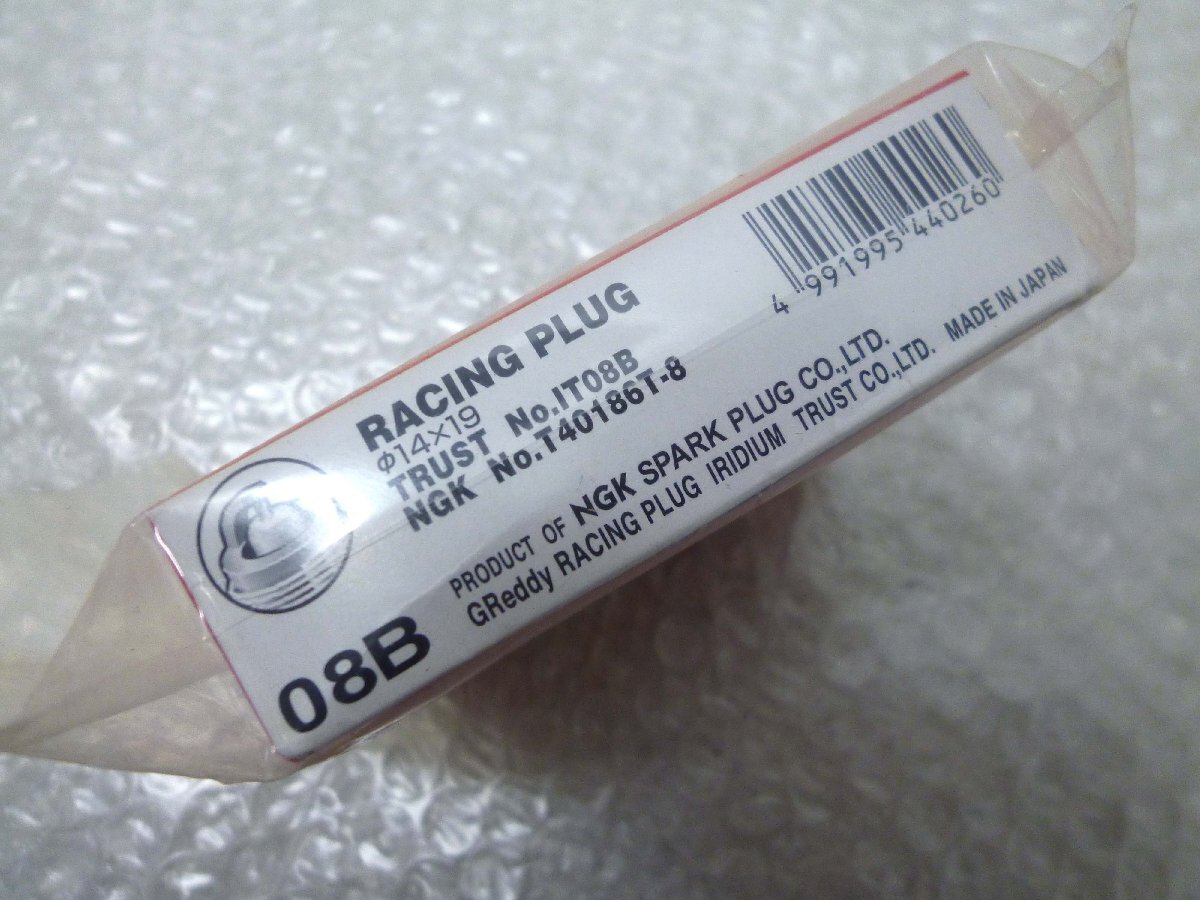 RACING PLUG
Φ14×19
TRUST No.IT08B
NGK No.T40186T-8
PRODUCT OF NGK SPARK PLUG CO.,LTD.
GReddy RACING PLUG IRIDIUM TRUST CO.,LTD. MADE IN JAPAN
08B
4 991995 440260